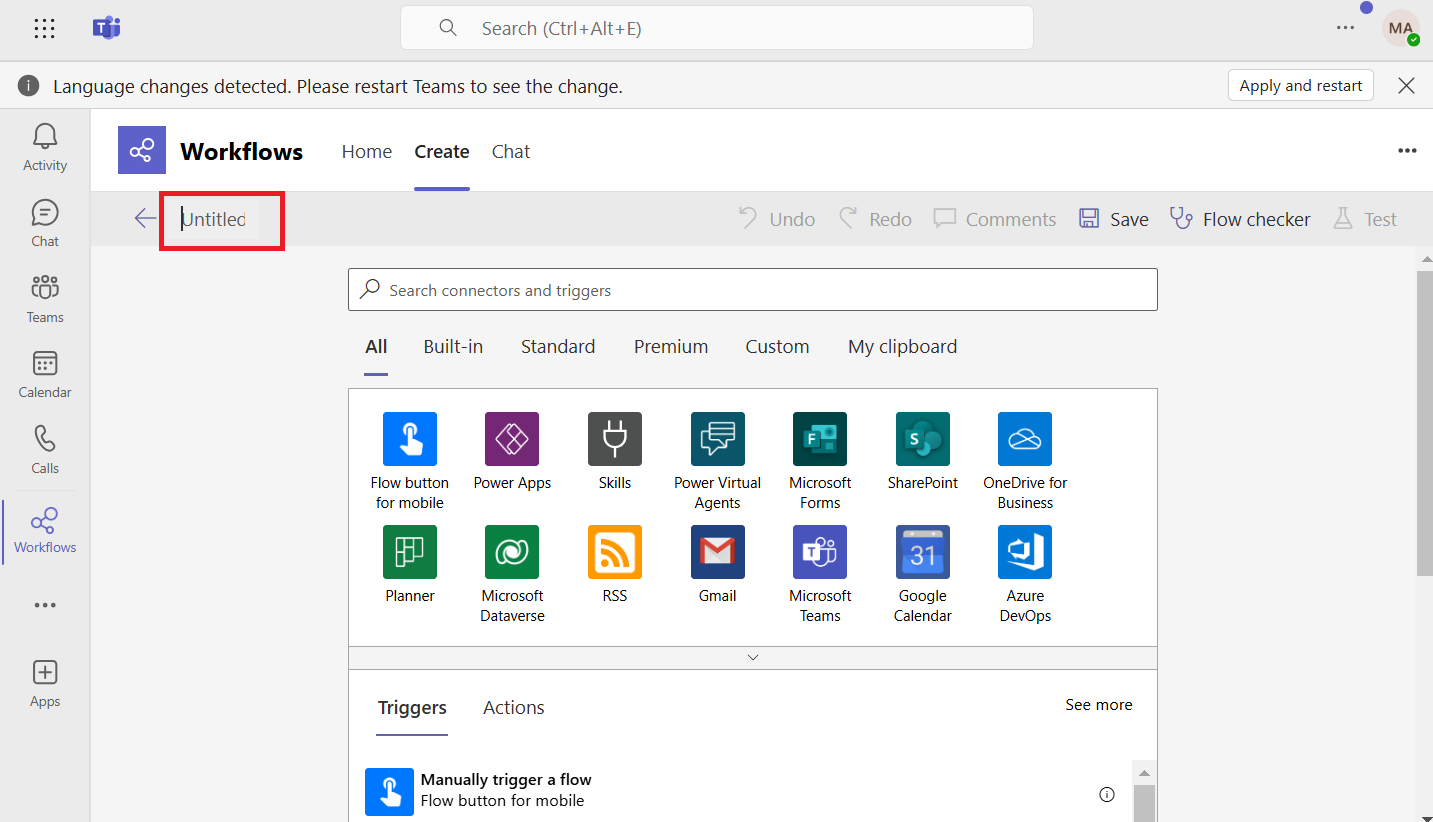 Search (Ctrl+Alt+E)
MA
Language changes detected. Please restart Teams to see the change.
Apply and restart
Activity
Chat
Teams
Calendar
Calls
Workflows
Apps
Workflows
Home
Create
Chat
Untitled
Undo
Redo
Comments
Save
Flow checker
Test
Search connectors and triggers
All
Built-in
Standard
Premium
Custom
My clipboard
Flow button
for mobile
Power Apps
Skills
Power Virtual
Agents
F
Microsoft
Forms
S
SharePoint
OneDrive for
Business
Planner
Microsoft
Dataverse
RSS
Gmail
T
Microsoft
Teams
31
Google
Calendar
Azure
DevOps
Triggers
Actions
See more
Manually trigger a flow
Flow button for mobile